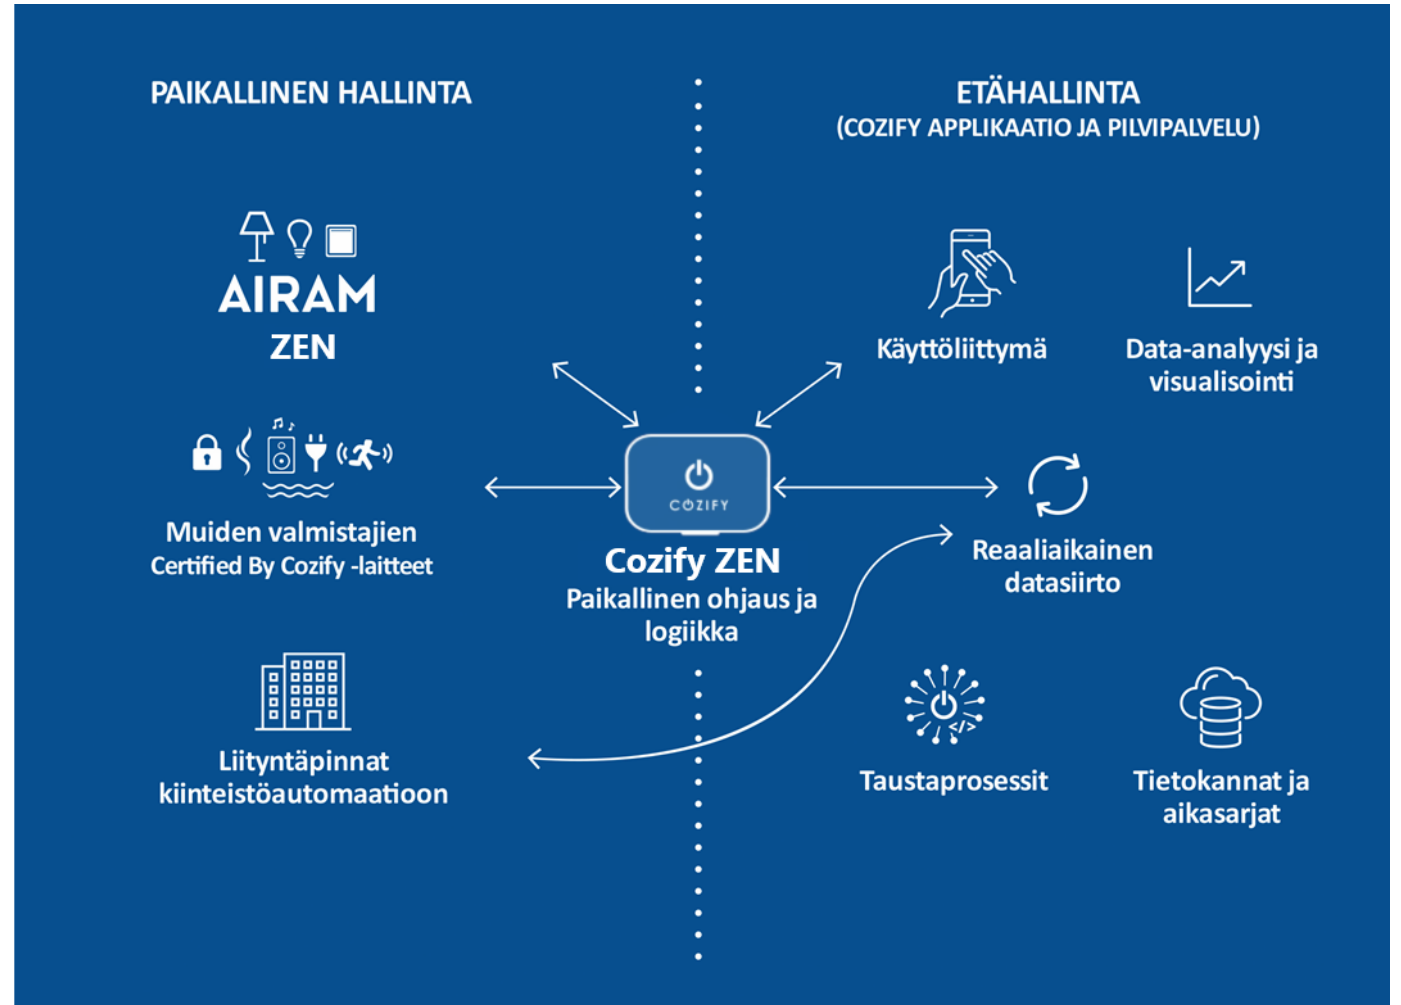 PAIKALLINEN HALLINTA
ETÄHALLINTA
(COZIFY APPLIKAATIO JA PILVIPALVELU)
AIRAM
ZEN
Käyttöliittymä
Data-analyysi ja
visualisointi
Muiden valmistajien
Certified By Cozify -laitteet
COZIFY
Cozify ZEN
Paikallinen ohjaus ja
logiikka
Reaaliaikainen
datasiirto
Liityntäpinnat
kiinteistöautomaatioon
</>
Taustaprosessit
Tietokannat ja
aikasarjat